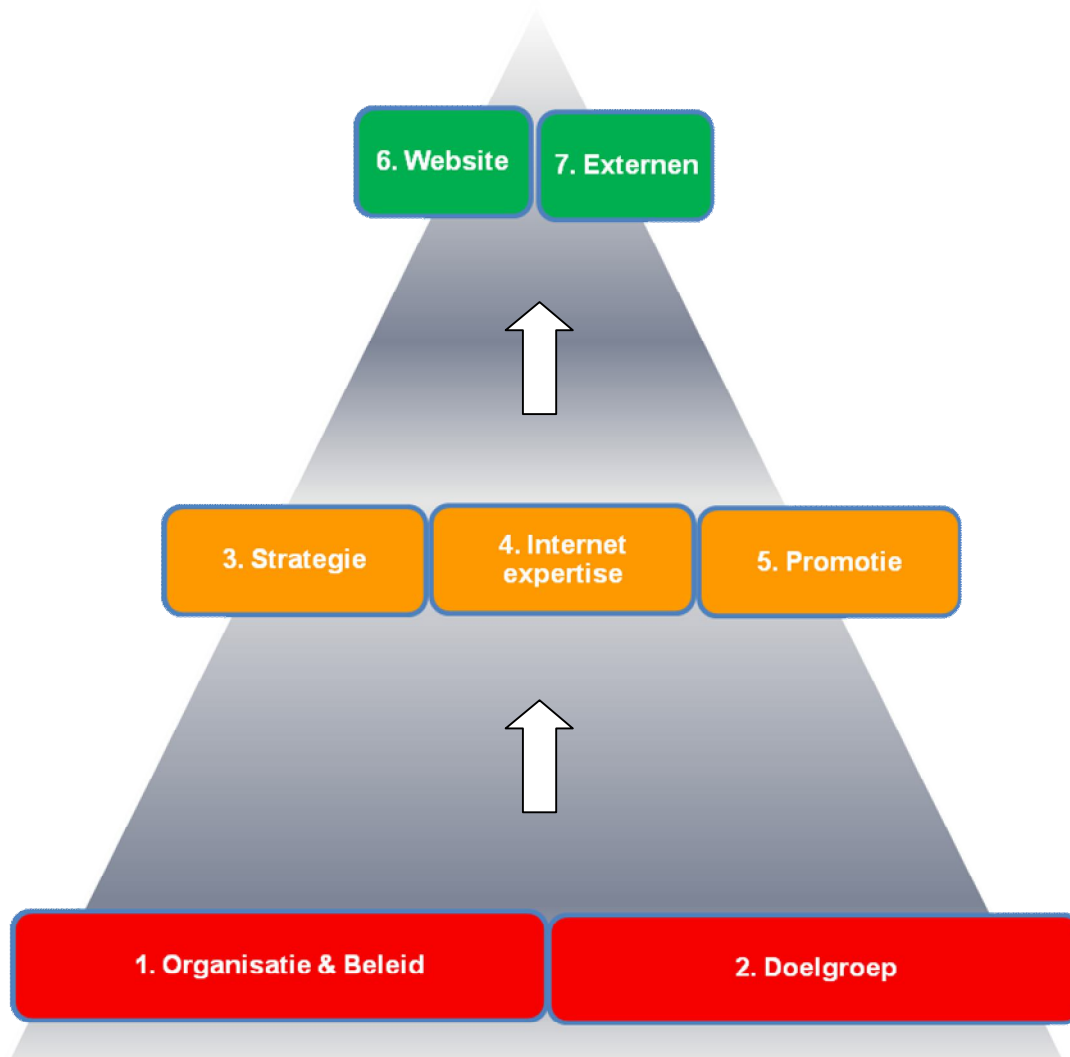 6. Website
7. Externen
3. Strategie
4. Internet
expertise
5. Promotie
1. Organisatie & Beleid
2. Doelgroep